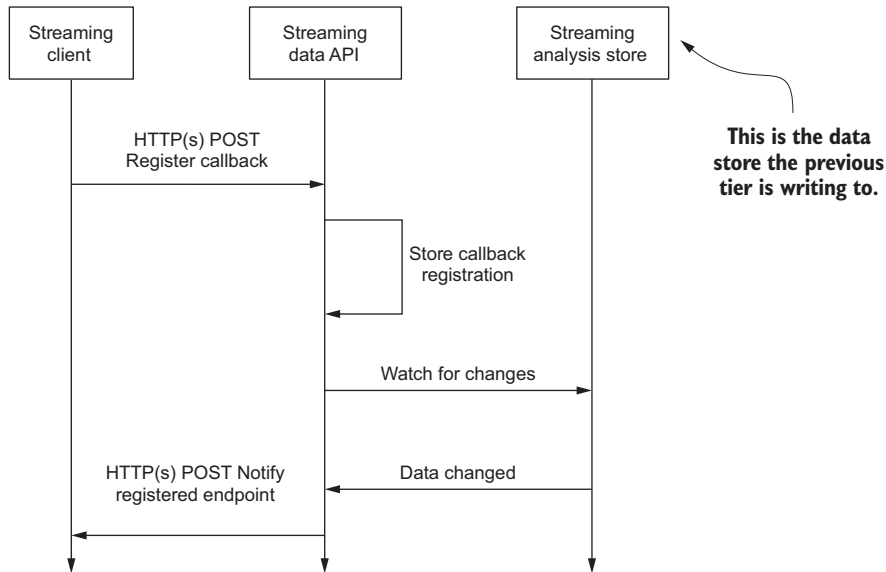 Streaming
client
Streaming
data API
Streaming
analysis store
This is the data
store the previous
tier is writing to.
HTTP(s) POST
Register callback
Store callback
registration
Watch for changes
Data changed
HTTP(s) POST Notify
registered endpoint